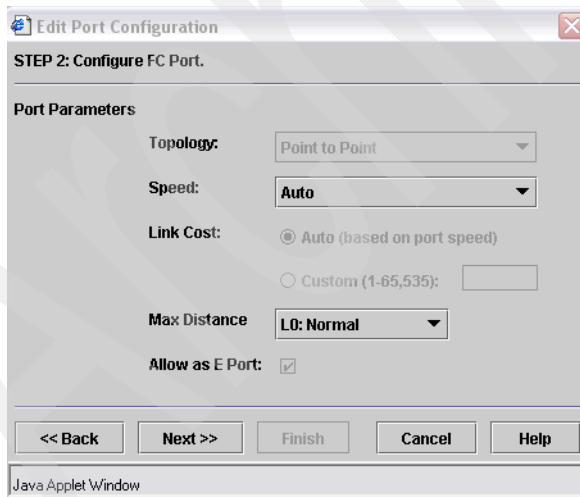 Edit Port Configuration
STEP 2: Configure FC Port.
Port Parameters
Topology: Point to Point
Speed: Auto
Link Cost: Auto (based on port speed)
Custom (1-65,535):
Max Distance L0: Normal
Allow as E Port:
<< Back Next >> Finish Cancel Help
Java Applet Window